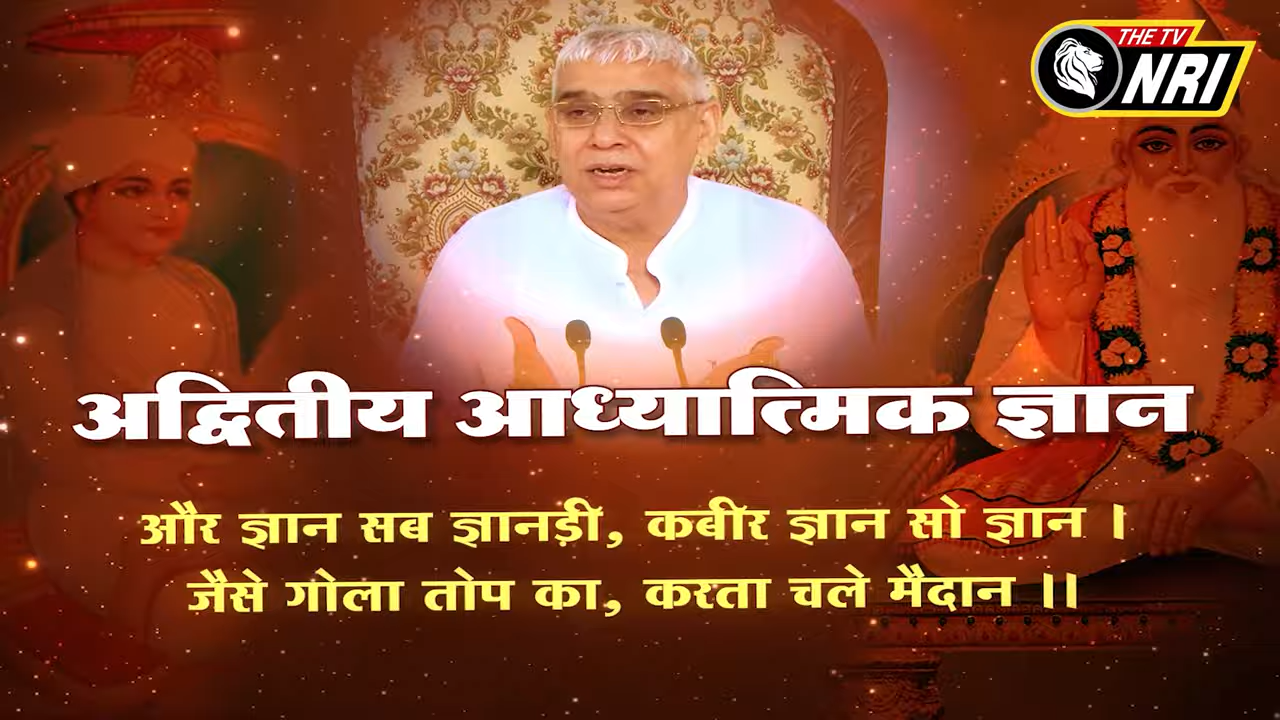 THE TV
NRI
अद्वितीय आध्यात्मिक ज्ञान
और ज्ञान सब ज्ञानड़ी, कबीर ज्ञान सो ज्ञान ।
जैसे गोला तोप का, करता चले मैदान ।।